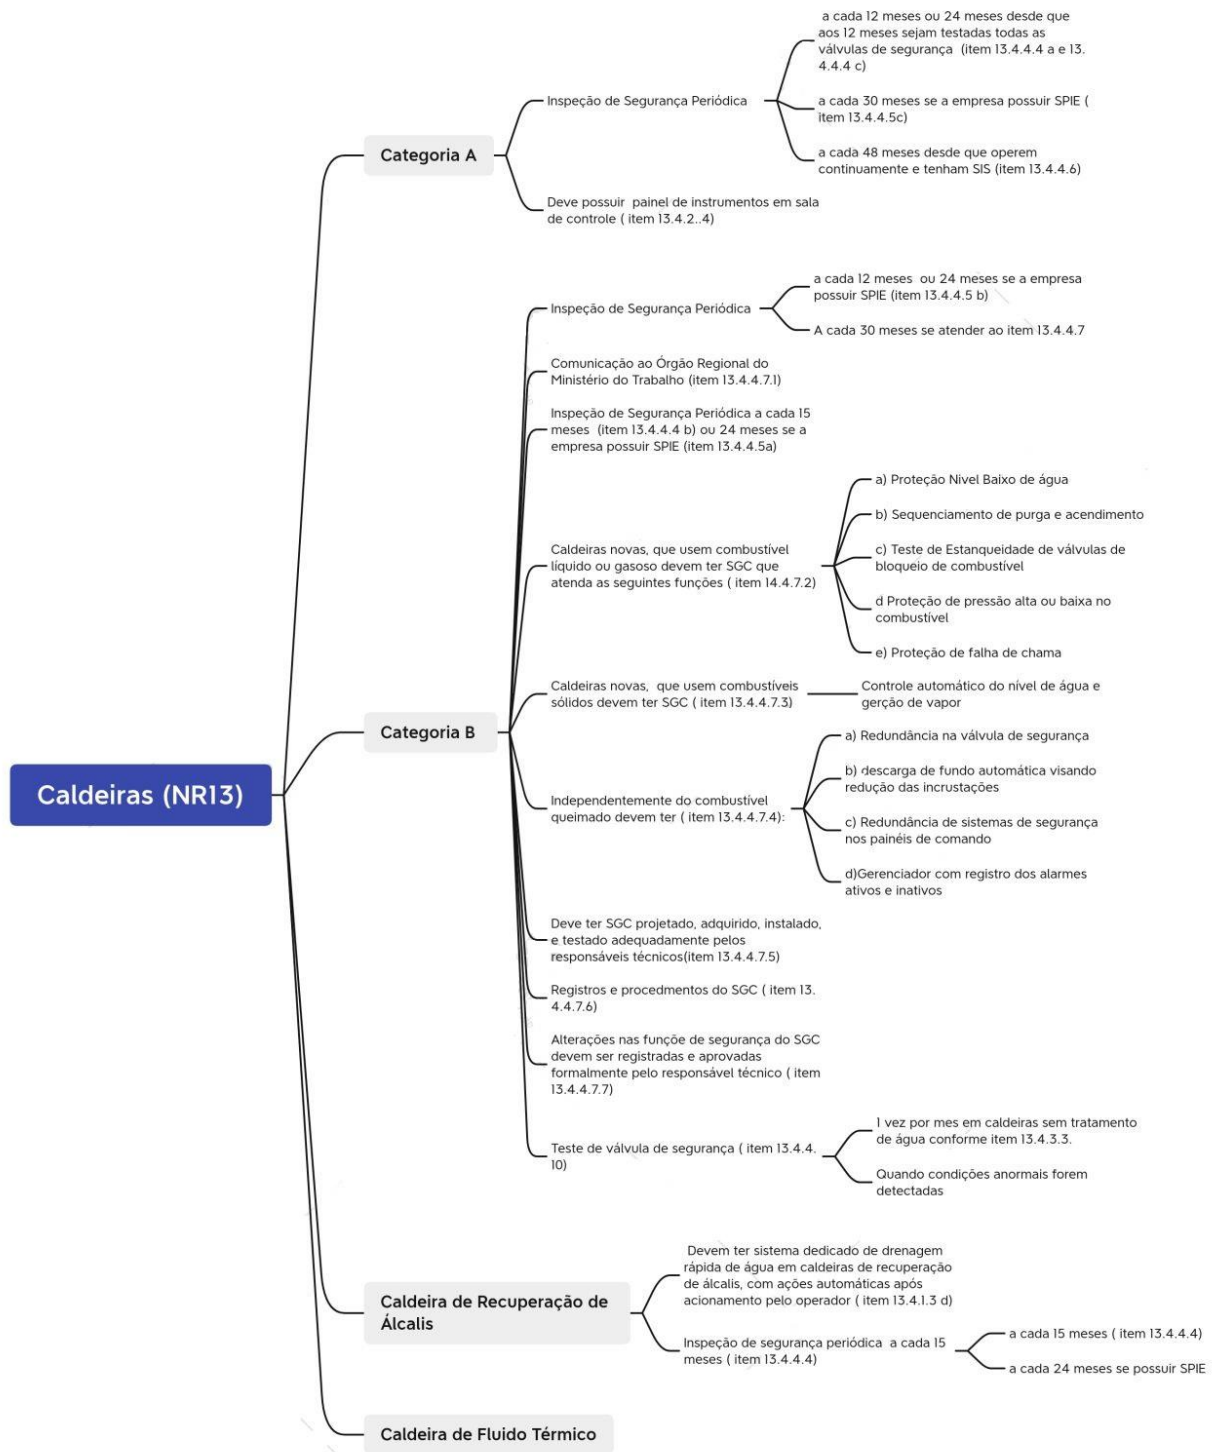 a cada 12 meses ou 24 meses desde que
aos 12 meses sejam testadas todas as
válvulas de segurança (item 13.4.4.4 a e 13.
4.4.4 c)
Inspeção de Segurança Periódica
a cada 30 meses se a empresa possuir SPIE (
item 13.4.4.5c)
Categoria A
a cada 48 meses desde que operem
continuamente e tenham SIS (item 13.4.4.6)
Deve possuir painel de instrumentos em sala
de controle ( item 13.4.2..4)
a cada 12 meses ou 24 meses se a empresa
possuir SPIE (item 13.4.4.5 b)
Inspeção de Segurança Periódica
A cada 30 meses se atender ao item 13.4.4.7
Comunicação ao Órgão Regional do
Ministério do Trabalho (item 13.4.4.7.1)
Inspeção de Segurança Periódica a cada 15
meses (item 13.4.4.4 b) ou 24 meses se a
empresa possuir SPIE (item 13.4.4.5a)
a) Proteção Nivel Baixo de água
b) Sequenciamento de purga e acendimento
Caldeiras novas, que usem combustível
líquido ou gasoso devem ter SGC que
atenda as seguintes funções ( item 14.4.7.2)
c) Teste de Estanqueidade de válvulas de
bloqueio de combustível
d Proteção de pressão alta ou baixa no
combustível
e) Proteção de falha de chama
Caldeiras novas, que usem combustíveis
sólidos devem ter SGC ( item 13.4.4.7.3)
Controle automático do nível de água e
gerção de vapor
Categoria B
a) Redundância na válvula de segurança
b) descarga de fundo automática visando
redução das incrustações
Caldeiras (NR13)
Independentemente do combustível
queimado devem ter ( item 13.4.4.7.4):
c) Redundância de sistemas de segurança
nos painéis de comando
d)Gerenciador com registro dos alarmes
ativos e inativos
Deve ter SGC projetado, adquirido, instalado,
e testado adequadamente pelos
responsáveis técnicos(item 13.4.4.7.5)
Registros e procedmentos do SGC ( item 13.
4.4.7.6)
Alterações nas funçõe de segurança do SGC
devem ser registradas e aprovadas
formalmente pelo responsável técnico ( item
13.4.4.7.7)
1 vez por mes em caldeiras sem tratamento
de água conforme item 13.4.3.3.
Teste de válvula de segurança ( item 13.4.4.
10)
Quando condições anormais forem
detectadas
Devem ter sistema dedicado de drenagem
rápida de água em caldeiras de recuperação
de álcalis, com ações automáticas após
acionamento pelo operador ( item 13.4.1.3 d)
Caldeira de Recuperação de
Álcalis
Inspeção de segurança periódica a cada 15
meses ( item 13.4.4.4)
a cada 15 meses ( item 13.4.4.4)
a cada 24 meses se possuir SPIE
Caldeira de Fluido Térmico